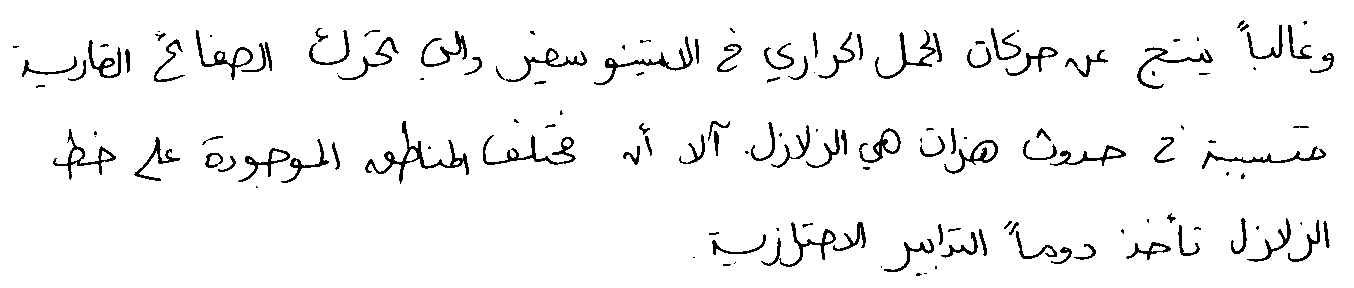 وغالباً ينتج عن حركات الحمل الحراري في الاستينوسفير والتي تحرك الصفائح القارية
متسببة في حدوث هزات هي الزلازل. آلا أن مختلف المناطق الموجودة على خط
الزلازل تأخذ دوماً التدابير الاحترازية.